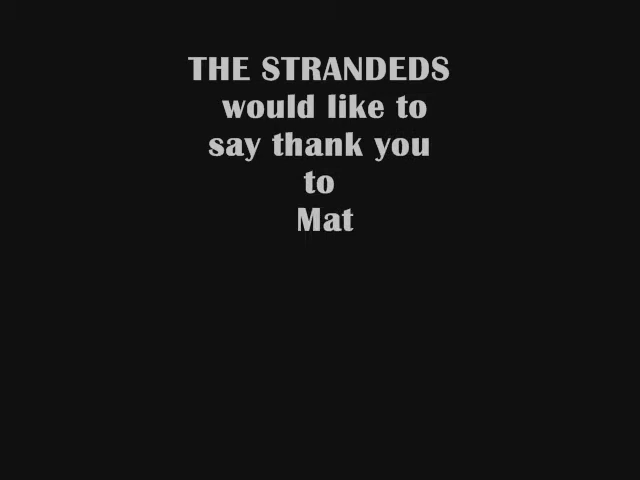 THE STRANDEDS
would like to
say thank you
to
Mat